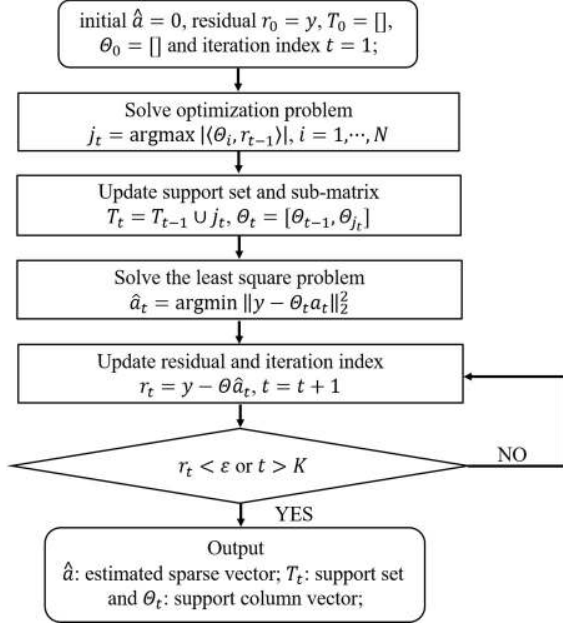 initial â = 0, residual r₀ = y, T₀ = [],
Θ₀ = [] and iteration index t = 1;
Solve optimization problem
jₜ = argmax |⟨Θᵢ, rₜ₋₁⟩|, i = 1,⋯, N
Update support set and sub-matrix
Tₜ = Tₜ₋₁ ∪ jₜ, Θₜ = [Θₜ₋₁, Θ_{jₜ}]
Solve the least square problem
âₜ = argmin ‖y − Θₜaₜ‖₂²
Update residual and iteration index
rₜ = y − Θâₜ, t = t + 1
rₜ < ε or t > K
NO
YES
Output
â: estimated sparse vector; Tₜ: support set
and Θₜ: support column vector;